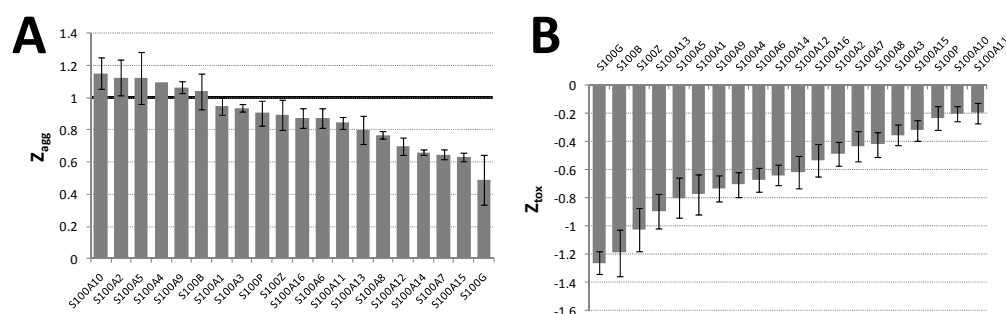 A
1.4
1.2
1
0.8
0.6
0.4
0.2
0
Zagg
S100A10
S100A2
S100A5
S100A4
S100A9
S100B
S100A1
S100A3
S100P
S100Z
S100A16
S100A6
S100A11
S100A13
S100A8
S100A12
S100A14
S100A7
S100A15
S100G
B
S100G
S100B
S100Z
S100A13
S100A5
S100A1
S100A9
S100A4
S100A6
S100A14
S100A12
S100A16
S100A2
S100A7
S100A8
S100A3
S100A15
S100P
S100A10
S100A11
0
-0.2
-0.4
-0.6
-0.8
-1
-1.2
-1.4
-1.6
Ztox